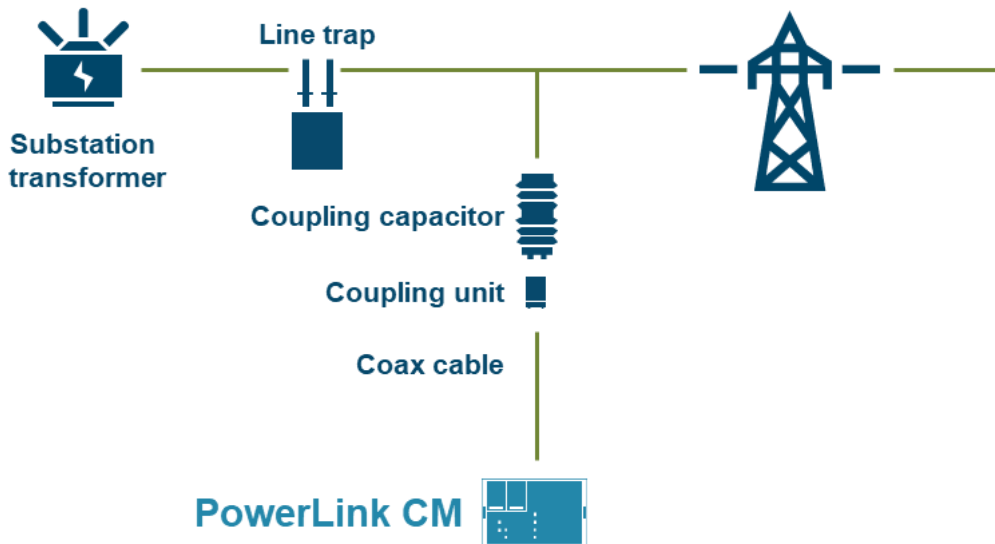 Line trap
Substation
transformer
Coupling capacitor
Coupling unit
Coax cable
PowerLink CM